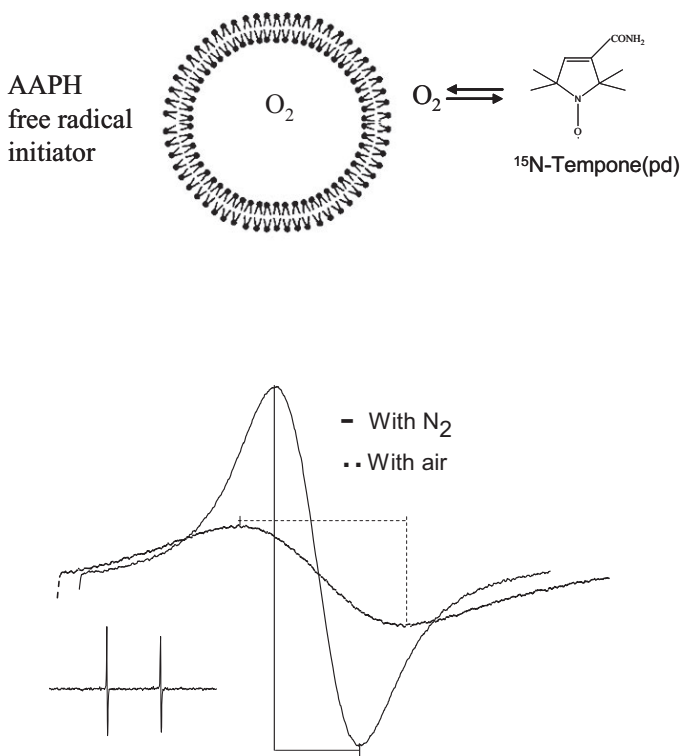 AAPH
free radical
initiator
O₂
O₂
CONH₂
N
O
¹⁵N-Tempone(pd)
- With N₂
·· With air